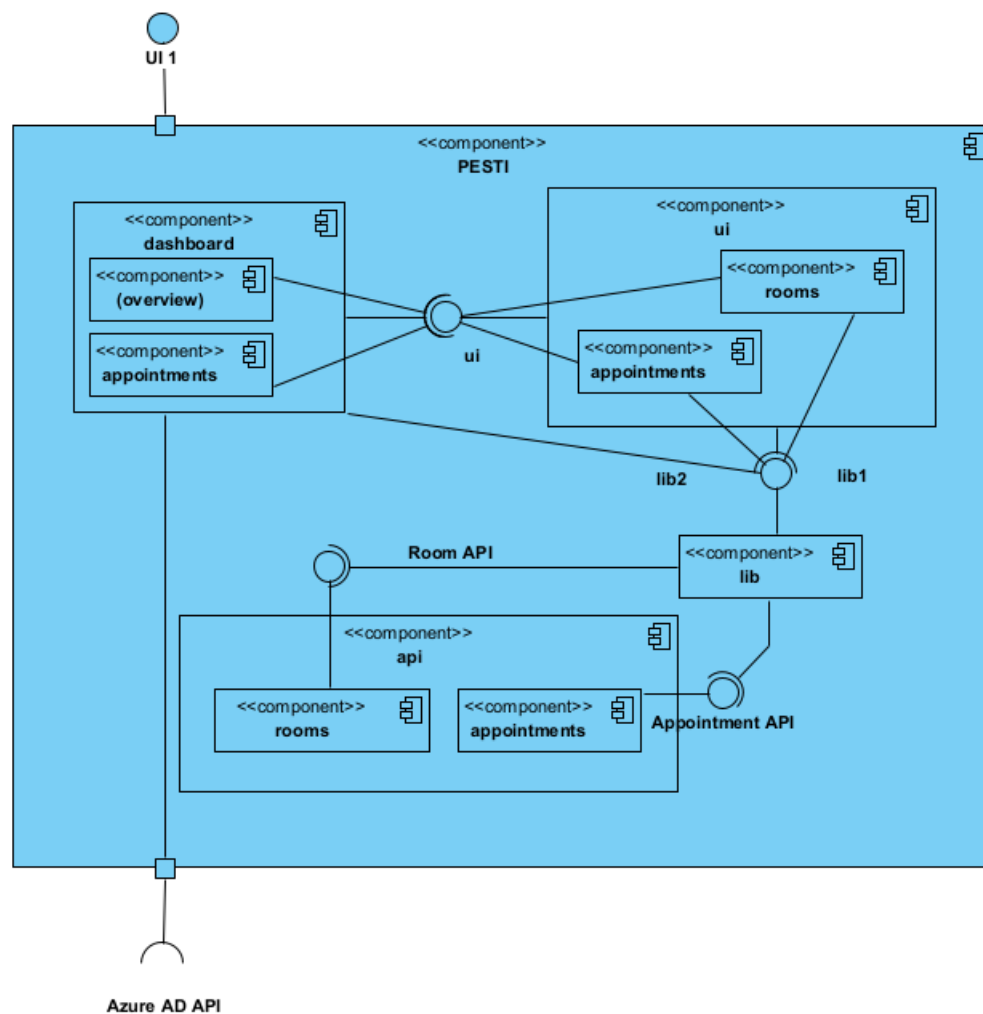 UI 1
<<component>>
PESTI
<<component>>
dashboard
<<component>>
(overview)
<<component>>
appointments
ui
<<component>>
ui
<<component>>
rooms
<<component>>
appointments
lib2
lib1
Room API
<<component>>
lib
<<component>>
api
<<component>>
rooms
<<component>>
appointments
Appointment API
Azure AD API